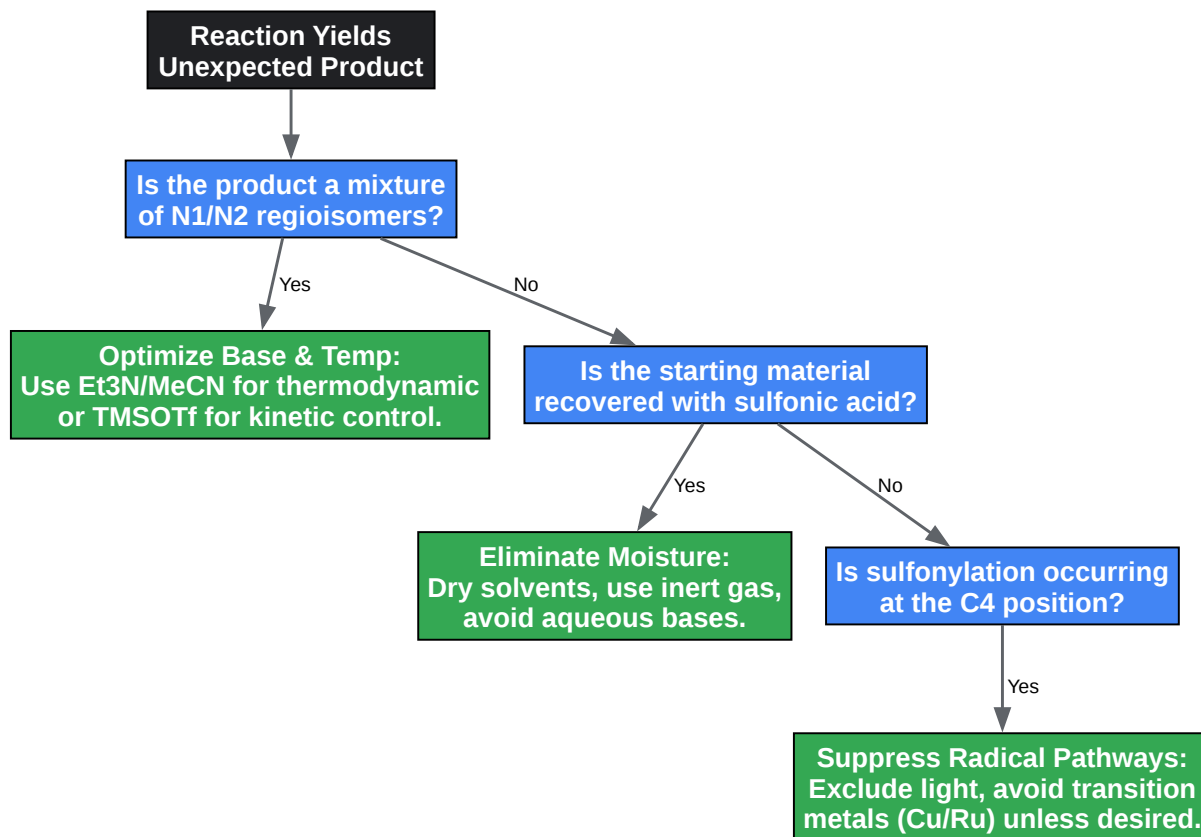 Reaction Yields
Unexpected Product
Is the product a mixture
of N1/N2 regioisomers?
Yes
No
Optimize Base & Temp:
Use Et3N/MeCN for thermodynamic
or TMSOTf for kinetic control.
Is the starting material
recovered with sulfonic acid?
Yes
No
Eliminate Moisture:
Dry solvents, use inert gas,
avoid aqueous bases.
Is sulfonylation occurring
at the C4 position?
Yes
Suppress Radical Pathways:
Exclude light, avoid transition
metals (Cu/Ru) unless desired.